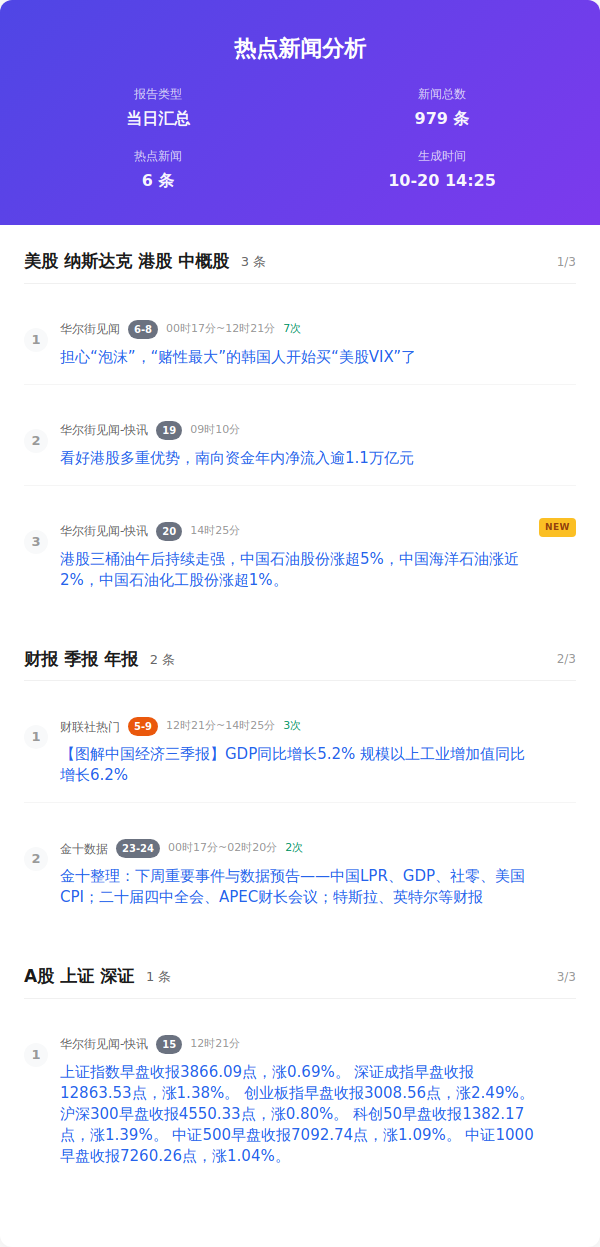 热点新闻分析
报告类型
当日汇总
新闻总数
979 条
热点新闻
6 条
生成时间
10-20 14:25
美股 纳斯达克 港股 中概股 3 条 1/3
1
华尔街见闻 6-8 00时17分~12时21分 7次
担心“泡沫”，“赌性最大”的韩国人开始买“美股VIX”了
2
华尔街见闻-快讯 19 09时10分
看好港股多重优势，南向资金年内净流入逾1.1万亿元
3
华尔街见闻-快讯 20 14时25分 NEW
港股三桶油午后持续走强，中国石油股份涨超5%，中国海洋石油涨近
2%，中国石油化工股份涨超1%。
财报 季报 年报 2 条 2/3
1
财联社热门 5-9 12时21分~14时25分 3次
【图解中国经济三季报】GDP同比增长5.2% 规模以上工业增加值同比
增长6.2%
2
金十数据 23-24 00时17分~02时20分 2次
金十整理：下周重要事件与数据预告——中国LPR、GDP、社零、美国
CPI；二十届四中全会、APEC财长会议；特斯拉、英特尔等财报
A股 上证 深证 1 条 3/3
1
华尔街见闻-快讯 15 12时21分
上证指数早盘收报3866.09点，涨0.69%。 深证成指早盘收报
12863.53点，涨1.38%。 创业板指早盘收报3008.56点，涨2.49%。
沪深300早盘收报4550.33点，涨0.80%。 科创50早盘收报1382.17
点，涨1.39%。 中证500早盘收报7092.74点，涨1.09%。 中证1000
早盘收报7260.26点，涨1.04%。